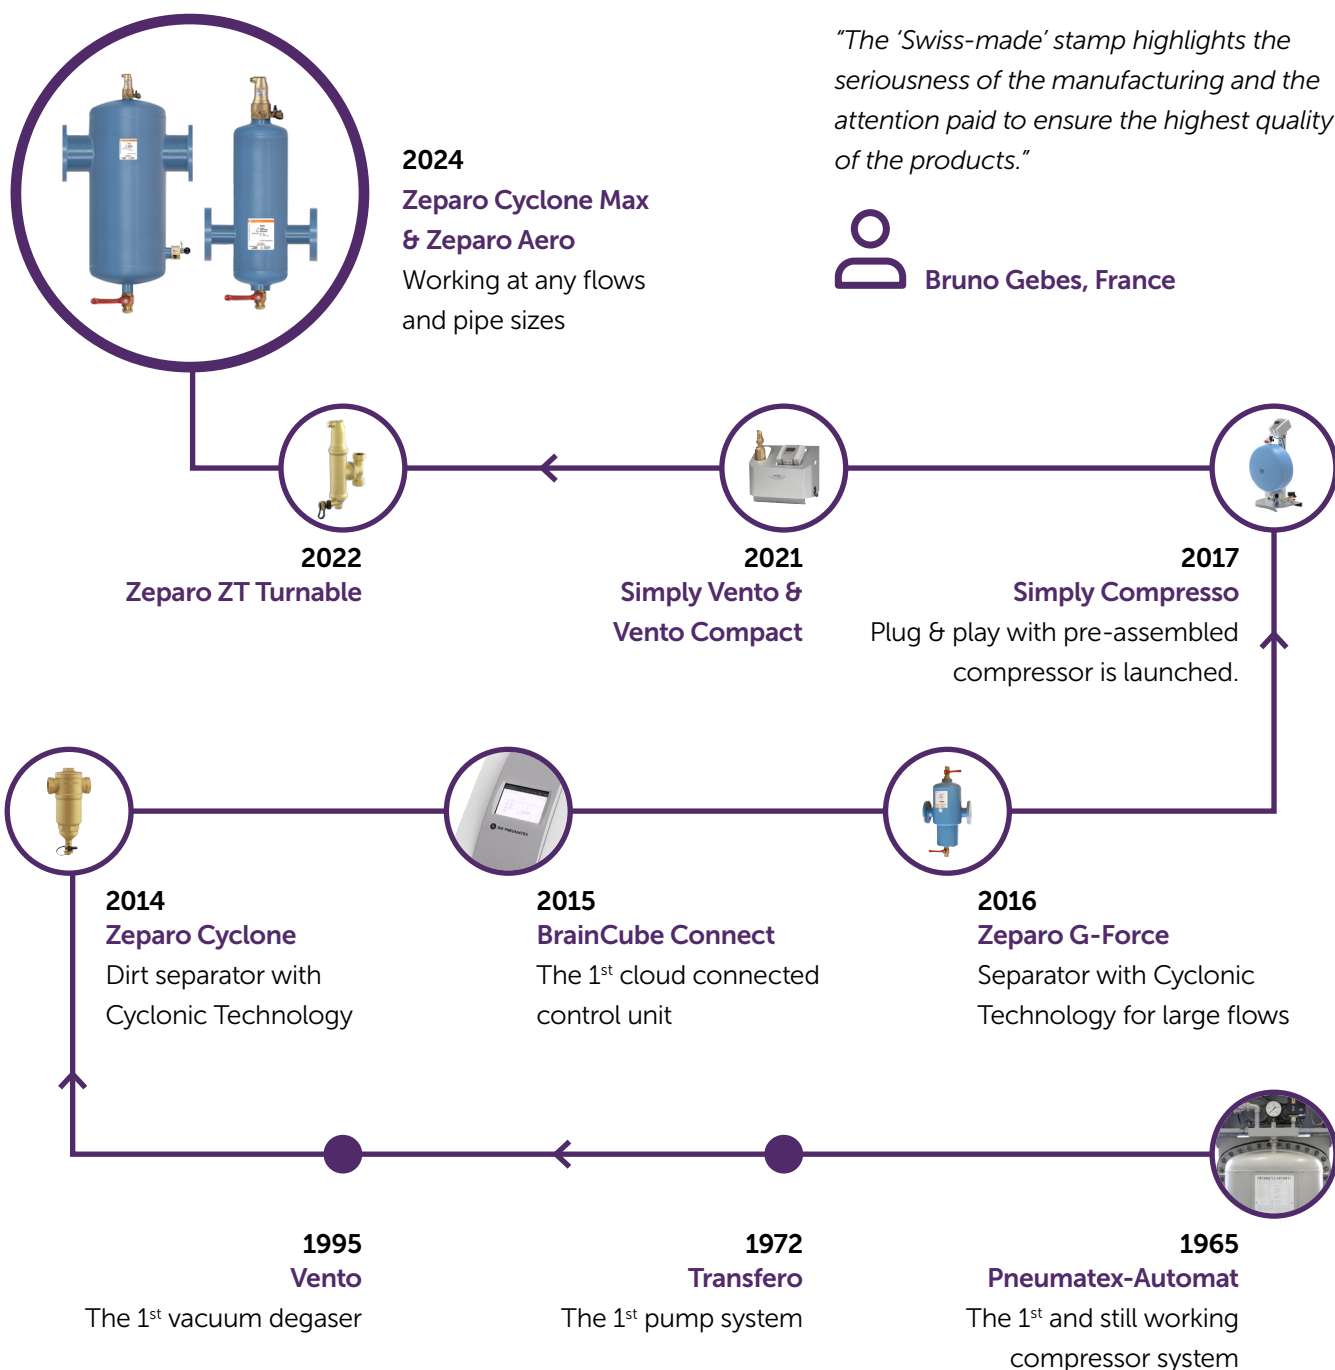 "The 'Swiss-made' stamp highlights the
seriousness of the manufacturing and the
attention paid to ensure the highest quality
of the products."
Bruno Gebes, France
2024
Zeparo Cyclone Max
& Zeparo Aero
Working at any flows
and pipe sizes
2022
Zeparo ZT Turnable
2021
Simply Vento &
Vento Compact
2017
Simply Compresso
Plug & play with pre-assembled
compressor is launched.
IMI PNEUMATEX
2014
Zeparo Cyclone
Dirt separator with
Cyclonic Technology
2015
BrainCube Connect
The 1st cloud connected
control unit
2016
Zeparo G-Force
Separator with Cyclonic
Technology for large flows
PNEUMATEX-AUTOMAT
1995
Vento
The 1st vacuum degaser
1972
Transfero
The 1st pump system
1965
Pneumatex-Automat
The 1st and still working
compressor system